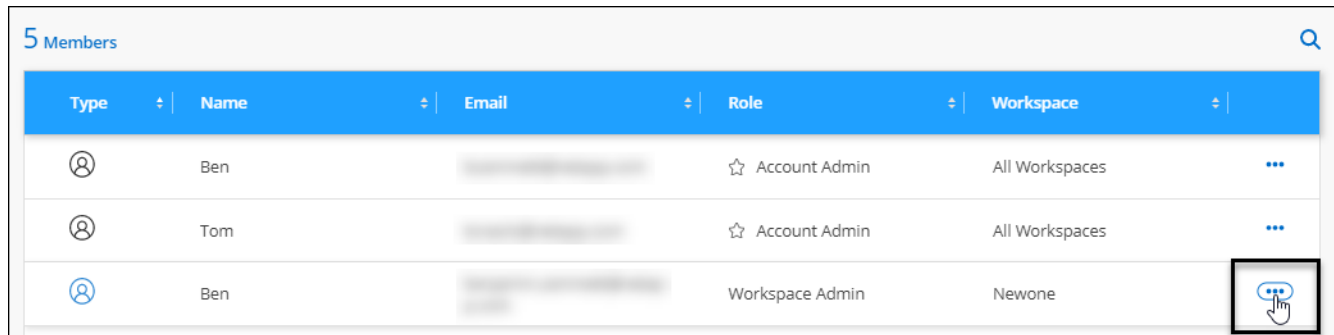 5 Members
Type Name Email Role Workspace
Ben Account Admin All Workspaces
Tom Account Admin All Workspaces
Ben Workspace Admin Newone